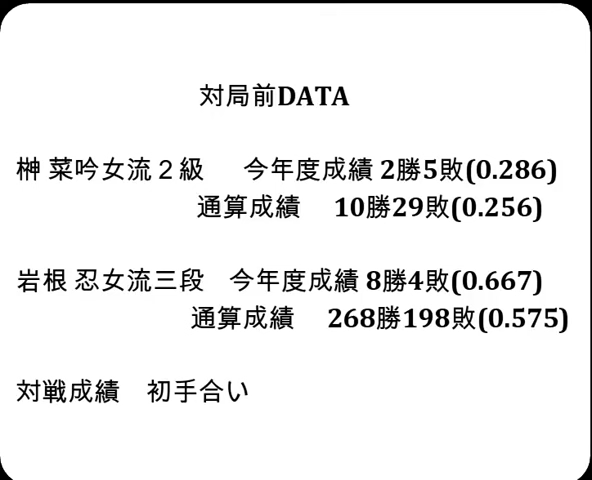 対局前DATA
榊 菜吟女流２級　今年度成績 2勝5敗(0.286)
通算成績　10勝29敗(0.256)
岩根 忍女流三段　今年度成績 8勝4敗(0.667)
通算成績　268勝198敗(0.575)
対戦成績　初手合い